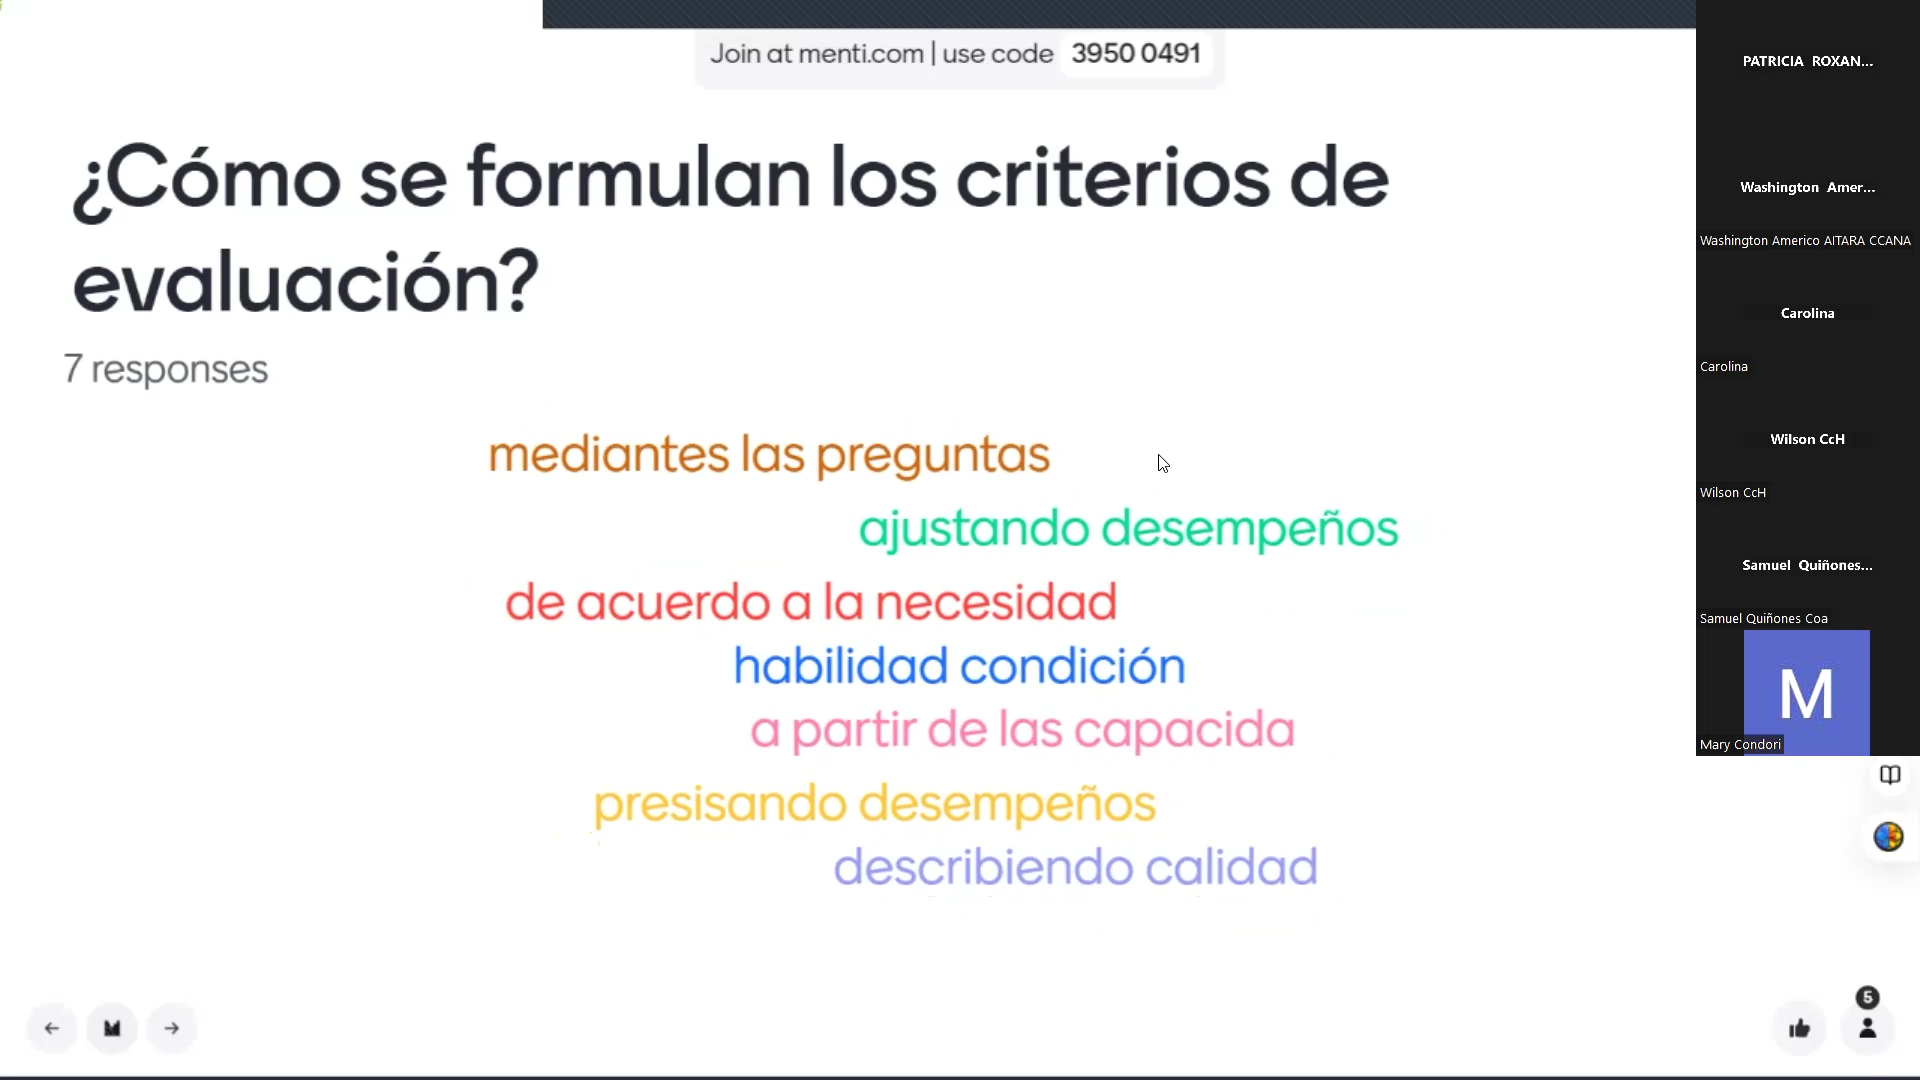 Join at menti.com | use code 3950 0491
¿Cómo se formulan los criterios de
evaluación?
7 responses
mediantes las preguntas
ajustando desempeños
de acuerdo a la necesidad
habilidad condición
a partir de las capacida
presisando desempeños
describiendo calidad
5
PATRICIA ROXAN...
Washington Amer...
Washington Americo AITARA CCANA
Carolina
Carolina
Wilson CcH
Wilson CcH
Samuel Quiñones...
Samuel Quiñones Coa
M
Mary Condori